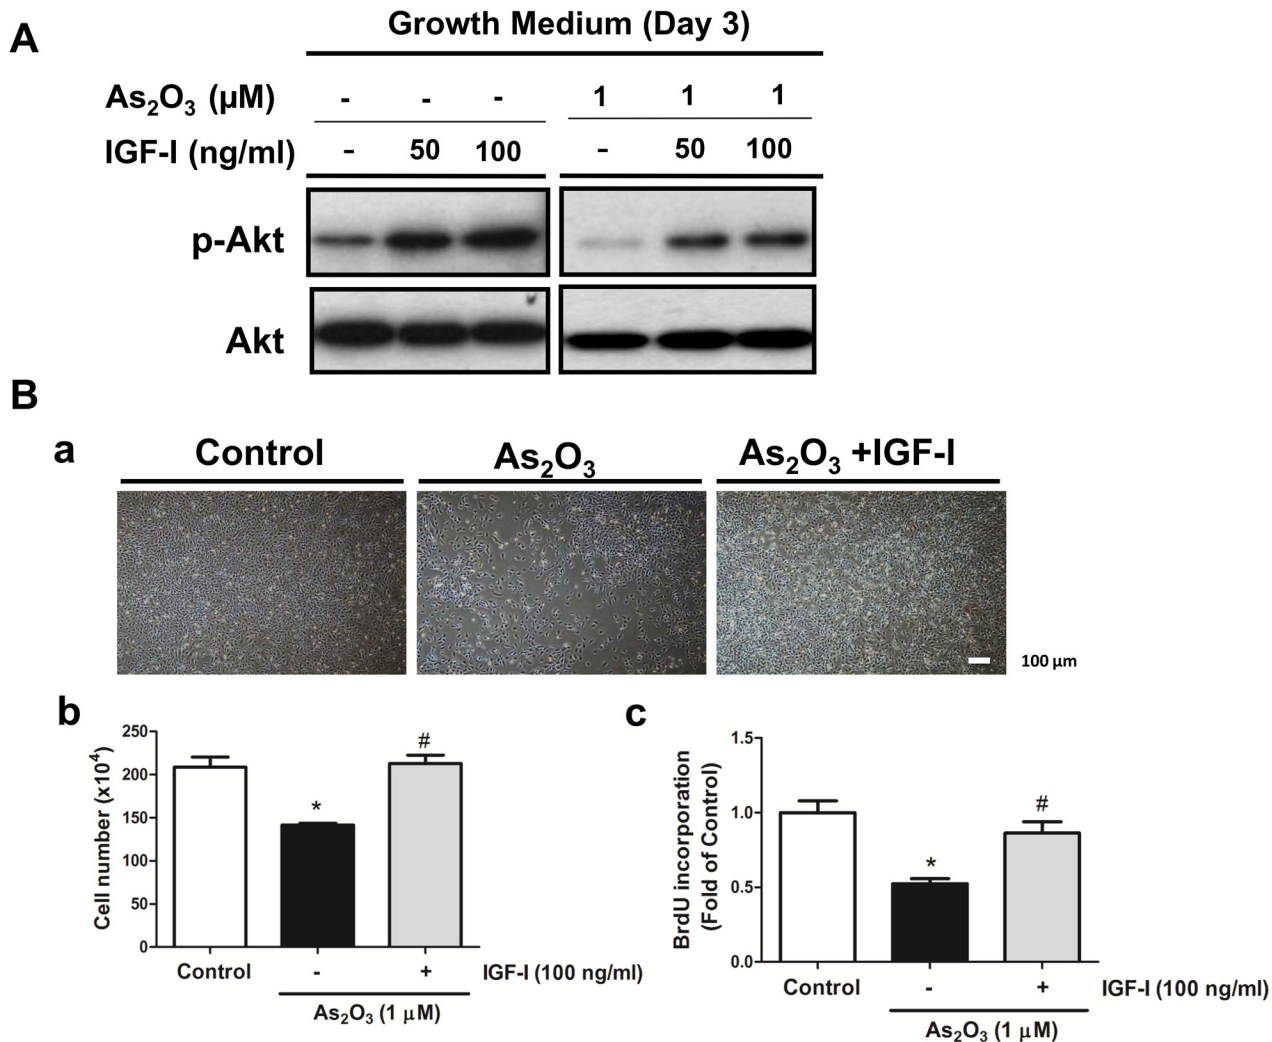 A
Growth Medium (Day 3)
As₂O₃ (µM) - - - 1 1 1
IGF-I (ng/ml) - 50 100 - 50 100
p-Akt
Akt
B
a
Control As₂O₃ As₂O₃ +IGF-I
100 µm
b
Cell number (x10⁴)
250
200
150
100
50
0
*
#
Control - + IGF-I (100 ng/ml)
As₂O₃ (1 µM)
c
BrdU incorporation
(Fold of Control)
1.5
1.0
0.5
0.0
*
#
Control - + IGF-I (100 ng/ml)
As₂O₃ (1 µM)